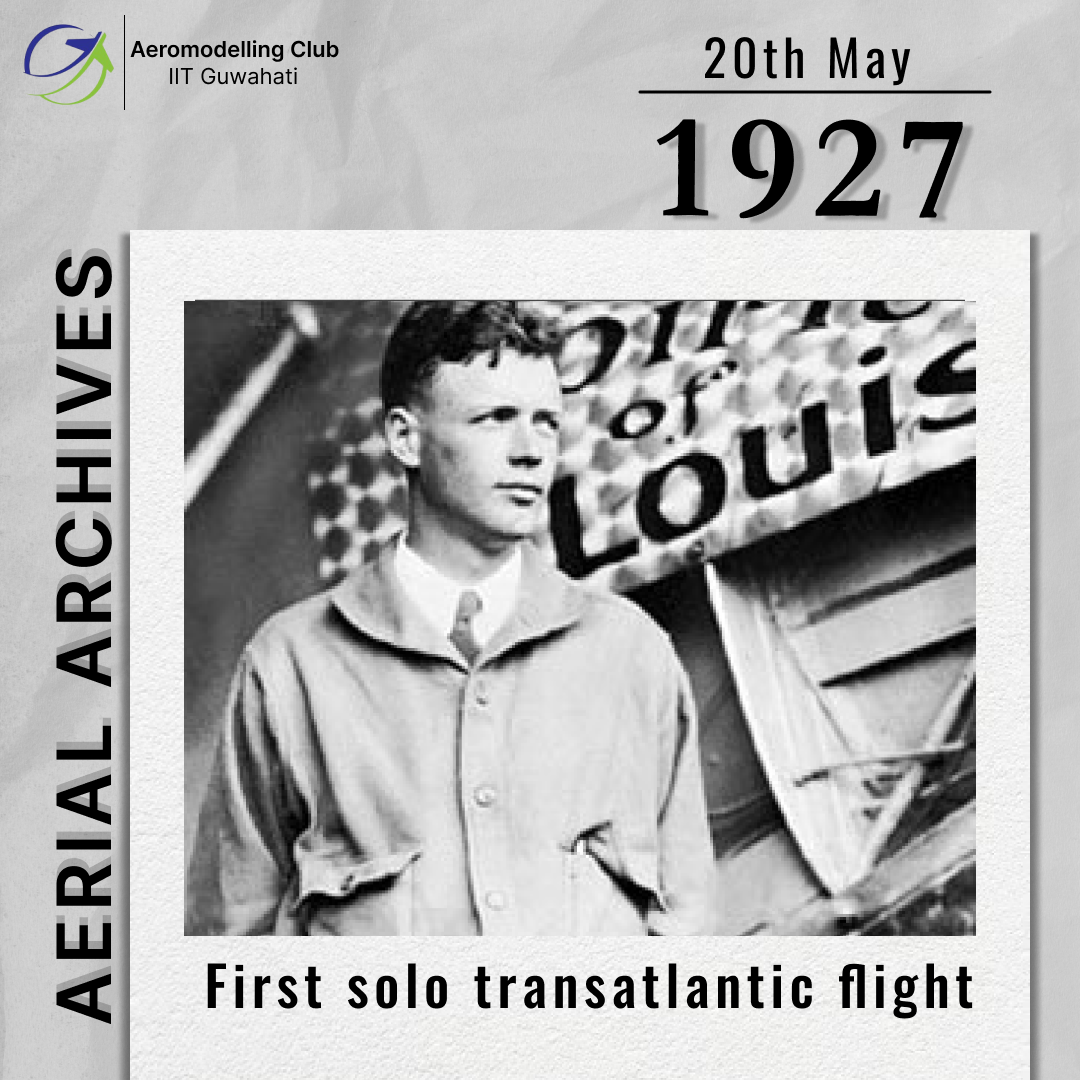 Aeromodelling Club
IIT Guwahati
20th May
1927
AERIAL ARCHIVES
of
Louis
First solo transatlantic flight